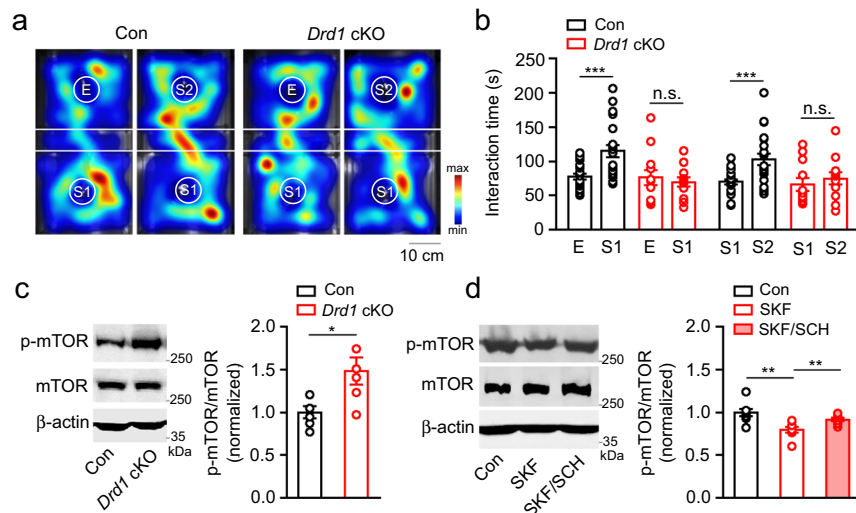 a
Con
Drd1 cKO
E
S2
E
S2
S1
S1
S1
S1
max
min
10 cm
b
Con
Drd1 cKO
Interaction time (s)
250
200
150
100
50
0
***
n.s.
***
n.s.
E S1 E S1 S1 S2 S1 S2
c
p-mTOR
250
mTOR
250
β-actin
35
kDa
Con
Drd1 cKO
Con
Drd1 cKO
p-mTOR/mTOR
(normalized)
2.0
1.5
1.0
0.5
0.0
*
d
p-mTOR
250
mTOR
250
β-actin
35
kDa
Con
SKF
SKF/SCH
Con
SKF
SKF/SCH
p-mTOR/mTOR
(normalized)
2.0
1.5
1.0
0.5
0.0
**
**